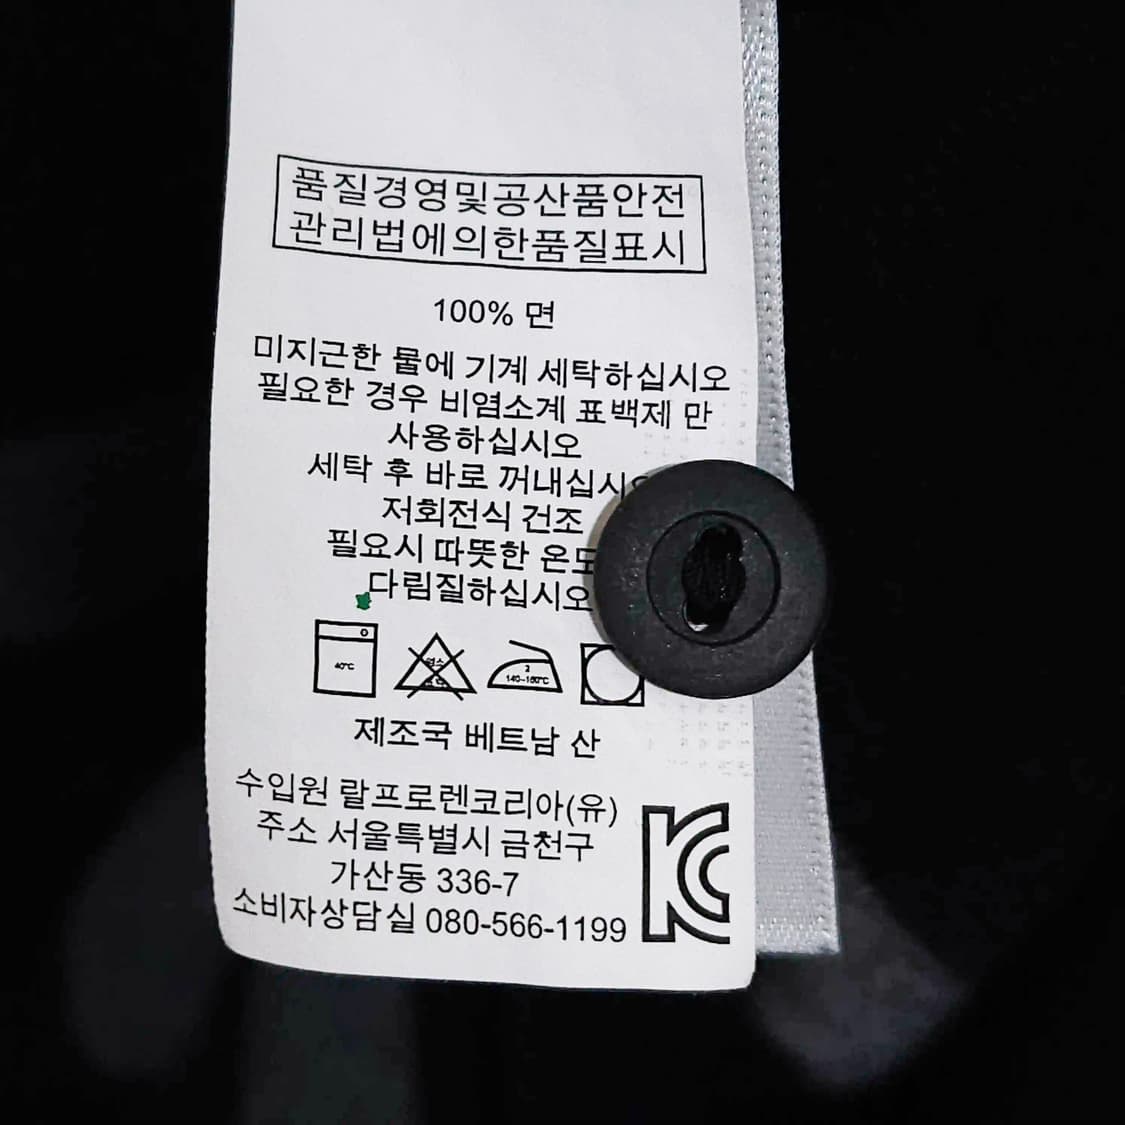 품질경영및공산품안전
관리법에의한품질표시
100% 면
미지근한 물에 기계 세탁하십시오
필요한 경우 비염소계 표백제 만
사용하십시오
세탁 후 바로 꺼내십시
저회전식 건조
필요시 따뜻한 온도
다림질하십시오
40℃
염소
2
140~160℃
제조국 베트남 산
수입원 랄프로렌코리아(유)
주소 서울특별시 금천구
가산동 336-7
소비자상담실 080-566-1199
KC